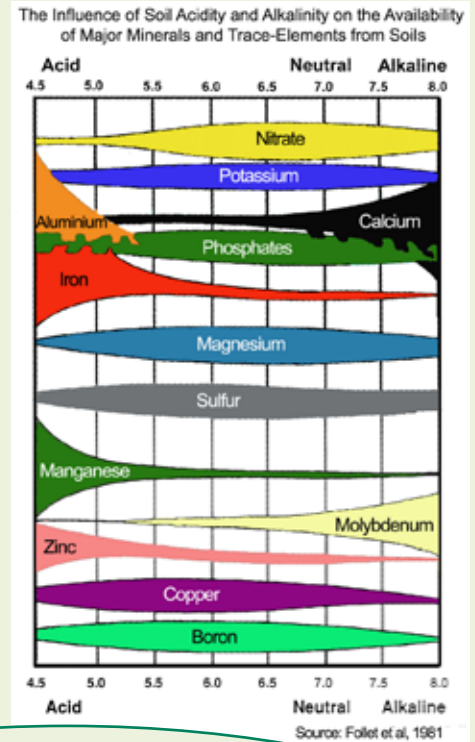 The Influence of Soil Acidity and Alkalinity on the Availability
of Major Minerals and Trace-Elements from Soils
Acid Neutral Alkaline
4.5 5.0 5.5 6.0 6.5 7.0 7.5 8.0
Nitrate
Potassium
Aluminium Calcium
Phosphates
Iron
Magnesium
Sulfur
Manganese
Molybdenum
Zinc
Copper
Boron
4.5 5.0 5.5 6.0 6.5 7.0 7.5 8.0
Acid Neutral Alkaline
Source: Follet et al, 1981